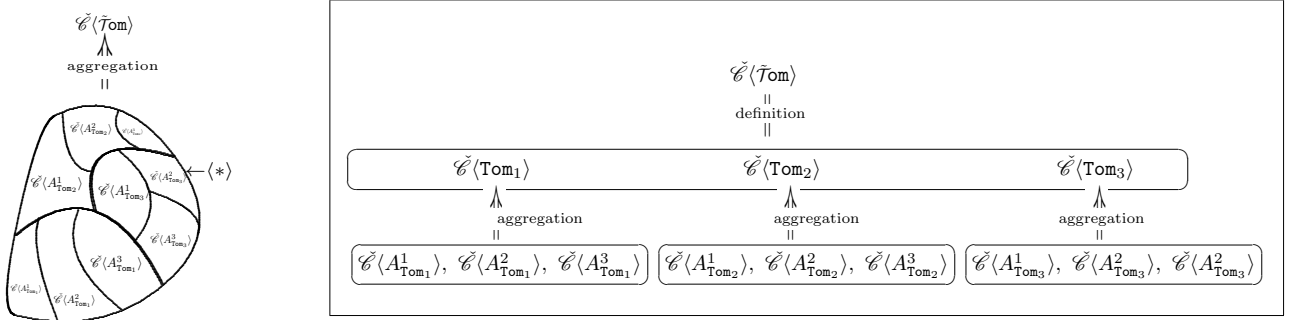 𝒞̌⟨𝒯̃om⟩
aggregation
=
𝒞̌⟨A²_Tom₂⟩
←⟨*⟩
𝒞̌⟨A²_Tom₃⟩
𝒞̌⟨A¹_Tom₂⟩
𝒞̌⟨A¹_Tom₃⟩
𝒞̌⟨A³_Tom₃⟩
𝒞̌⟨A³_Tom₁⟩
𝒞̌⟨A¹_Tom₁⟩
𝒞̌⟨A²_Tom₁⟩
𝒞̌⟨𝒯̃om⟩
=
definition
=
𝒞̌⟨Tom₁⟩ 𝒞̌⟨Tom₂⟩ 𝒞̌⟨Tom₃⟩
aggregation aggregation aggregation
= = =
𝒞̌⟨A¹_Tom₁⟩, 𝒞̌⟨A²_Tom₁⟩, 𝒞̌⟨A³_Tom₁⟩ 𝒞̌⟨A¹_Tom₂⟩, 𝒞̌⟨A²_Tom₂⟩, 𝒞̌⟨A³_Tom₂⟩ 𝒞̌⟨A¹_Tom₃⟩, 𝒞̌⟨A²_Tom₃⟩, 𝒞̌⟨A²_Tom₃⟩